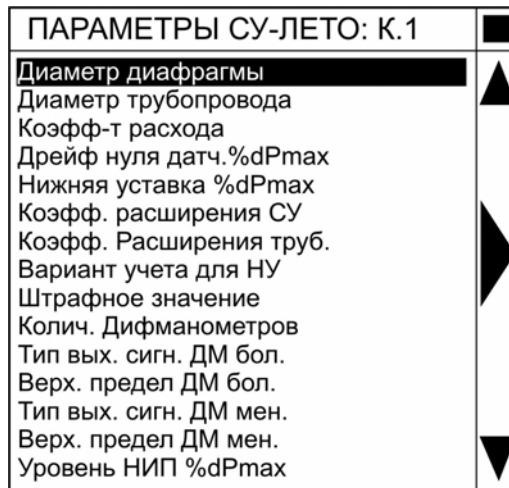 ПАРАМЕТРЫ СУ-ЛЕТО: К.1
Диаметр диафрагмы
Диаметр трубопровода
Коэфф-т расхода
Дрейф нуля датч.%dPmax
Нижняя уставка %dPmax
Коэфф. расширения СУ
Коэфф. Расширения труб.
Вариант учета для НУ
Штрафное значение
Колич. Дифманометров
Тип вых. сигн. ДМ бол.
Верх. предел ДМ бол.
Тип вых. сигн. ДМ мен.
Верх. предел ДМ мен.
Уровень НИП %dPmax